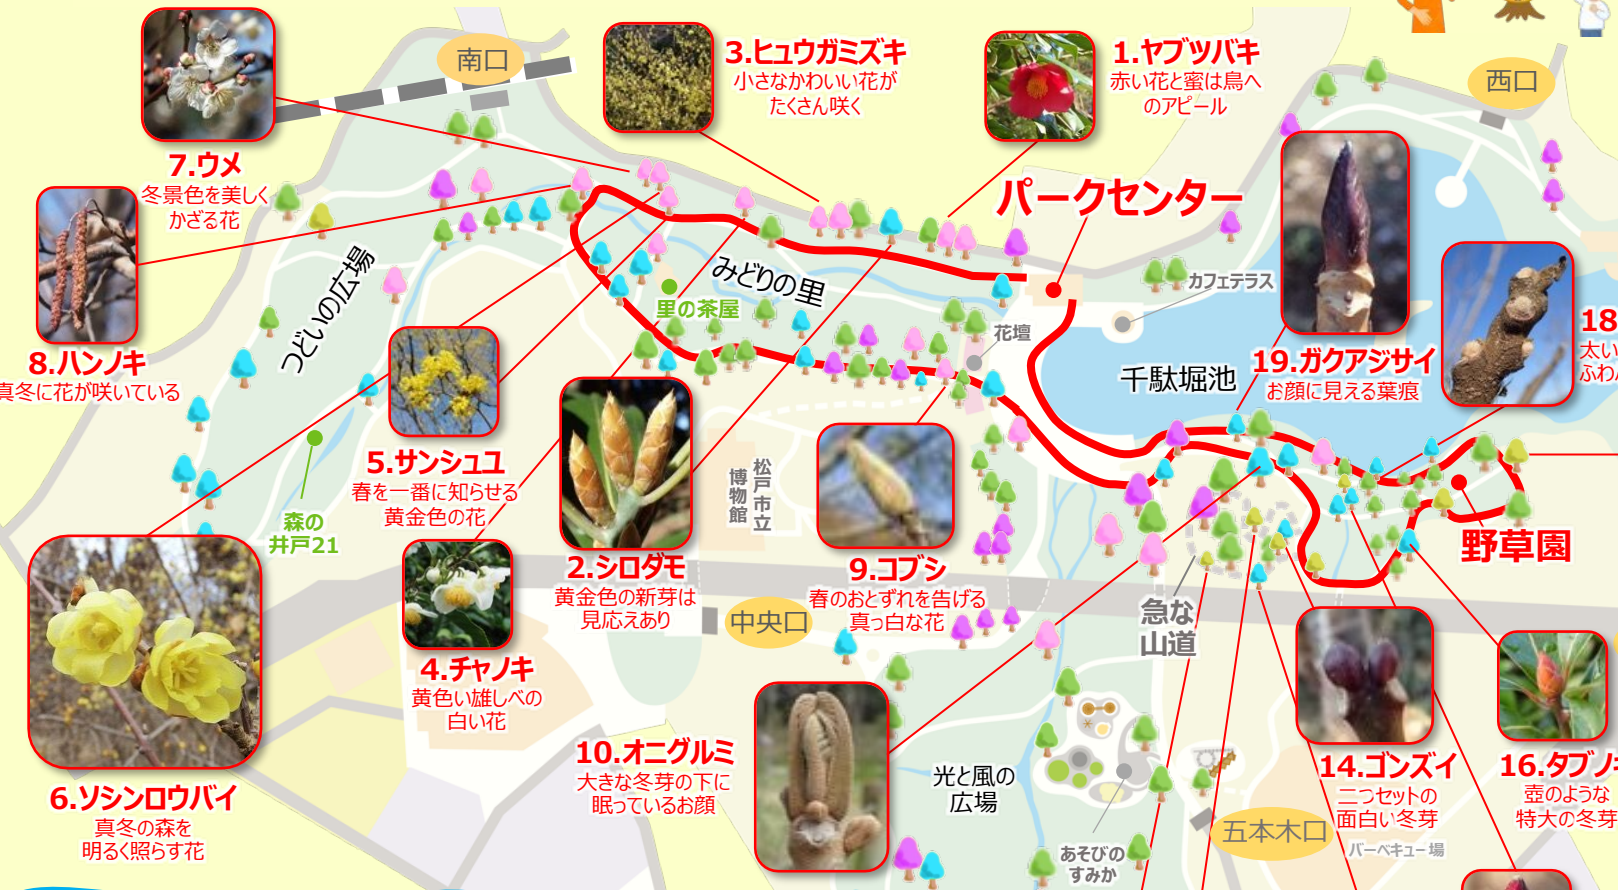 7.ウメ
冬景色を美しく
かざる花
南口
3.ヒュウガミズキ
小さなかわいい花が
たくさん咲く
1.ヤブツバキ
赤い花と蜜は鳥へ
のアピール
西口
パークセンター
8.ハンノキ
真冬に花が咲いている
つどいの広場
みどりの里
里の茶屋
カフェテラス
花壇
千駄堀池
19.ガクアジサイ
お顔に見える葉痕
18
太い
ふわ
5.サンシュユ
春を一番に知らせる
黄金色の花
森の
井戸21
松戸市立
博物館
2.シロダモ
黄金色の新芽は
見応えあり
9.コブシ
春のおとずれを告げる
真っ白な花
野草園
中央口
急な
山道
4.チャノキ
黄色い雄しべの
白い花
6.ソシンロウバイ
真冬の森を
明るく照らす花
10.オニグルミ
大きな冬芽の下に
眠っているお顔
光と風の
広場
あそびの
すみか
五本木口
バーベキュー場
14.ゴンズイ
二つセットの
面白い冬芽
16.タブノキ
壺のような
特大の冬芽